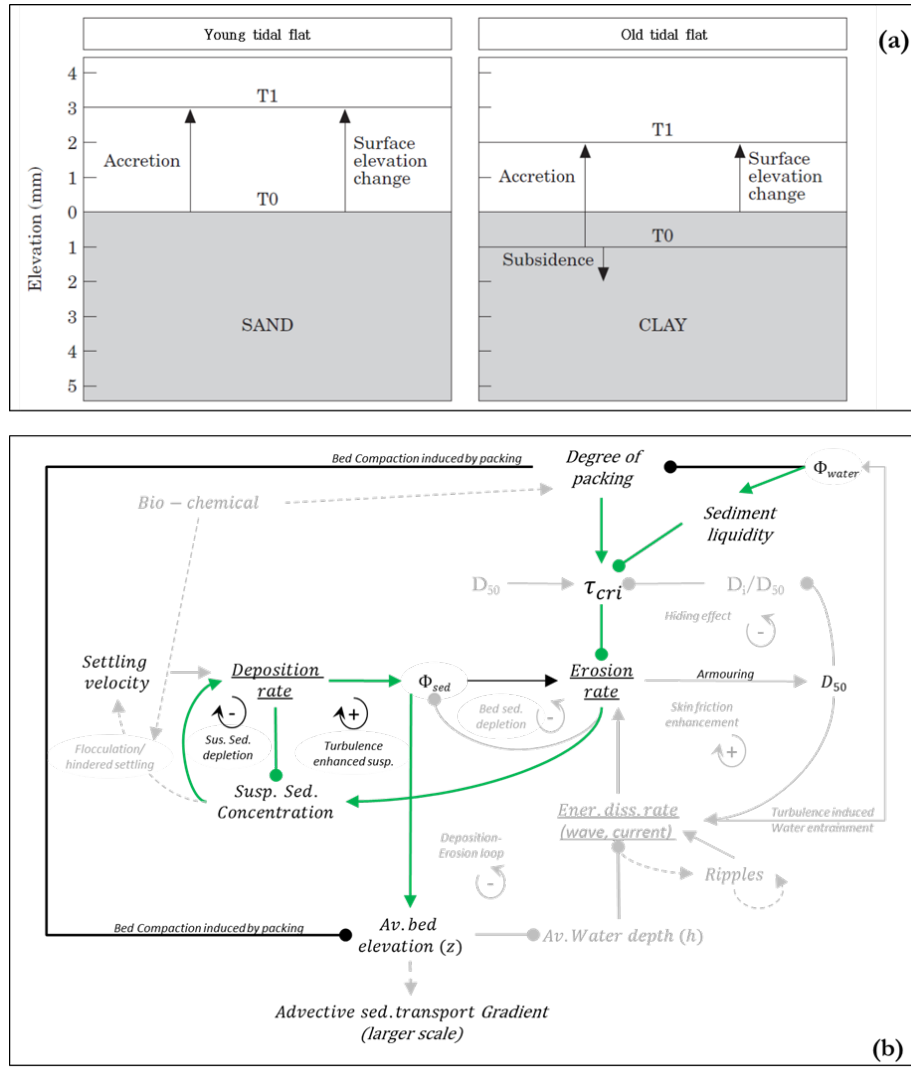 Young tidal flat
Old tidal flat
(a)
Elevation (mm)
4
3
2
1
0
1
2
3
4
5
T1
Accretion
Surface
elevation
change
T0
SAND
T1
Accretion
Surface
elevation
change
T0
Subsidence
CLAY
Bed Compaction induced by packing
Degree of
packing
Φwater
Bio − chemical
Sediment
liquidity
D50
τcri
Di/D50
Hiding effect
-
Settling
velocity
Deposition
rate
Φsed
Erosion
rate
Armouring
D50
-
Sus. Sed.
depletion
+
Turbulence
enhanced susp.
Bed sed.
depletion
-
Skin friction
enhancement
+
Flocculation/
hindered settling
Susp. Sed.
Concentration
Ener.diss.rate
(wave, current)
Turbulence induced
Water entrainment
Deposition-
Erosion loop
-
Ripples
Bed Compaction induced by packing
Av.bed
elevation (z)
Av.Water depth (h)
Advective sed.transport Gradient
(larger scale)
(b)